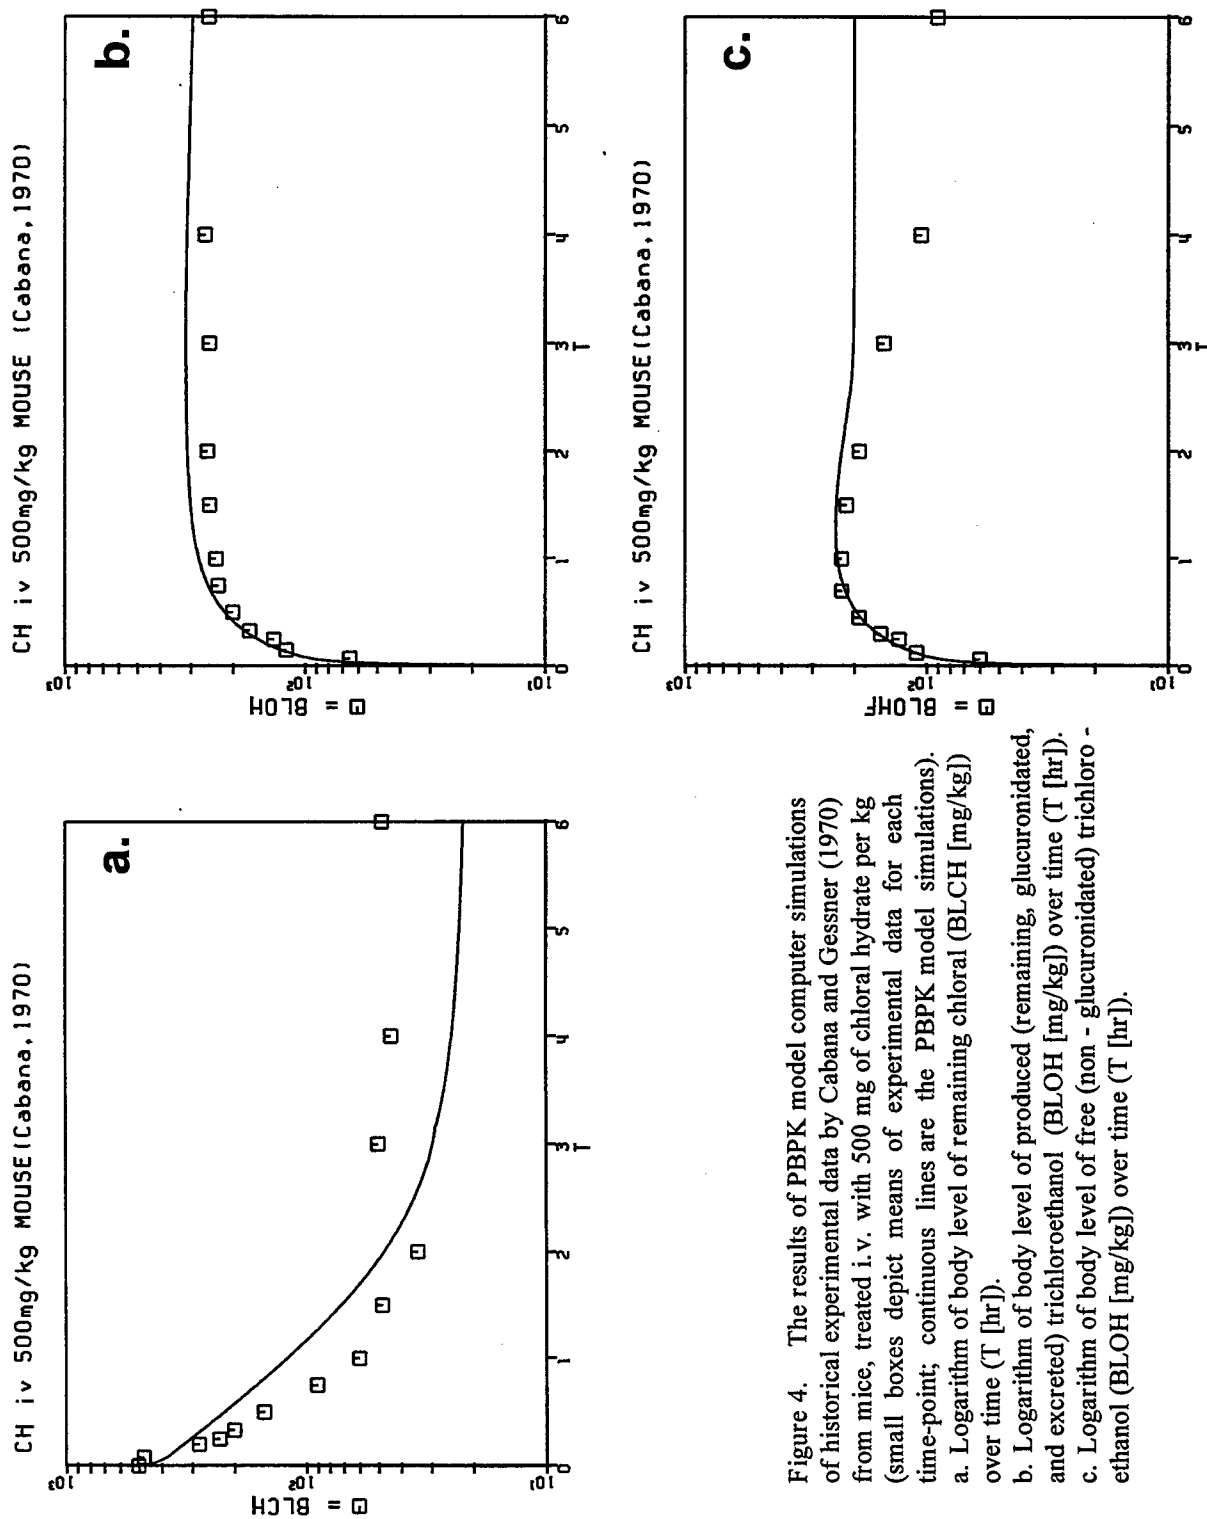 CH iv 500mg/kg MOUSE(Cabana,1970)
a.
10³
10²
10¹
⊡ = BLCH
0 1 2 3 4 5 6
T
CH iv 500mg/kg MOUSE (Cabana,1970)
b.
10³
10²
10¹
⊡ = BLOH
0 1 2 3 4 5 6
T
CH iv 500mg/kg MOUSE(Cabana,1970)
c.
10³
10²
10¹
⊡ = BLOHF
0 1 2 3 4 5 6
T
Figure 4. The results of PBPK model computer simulations
of historical experimental data by Cabana and Gessner (1970)
from mice, treated i.v. with 500 mg of chloral hydrate per kg
(small boxes depict means of experimental data for each
time-point; continuous lines are the PBPK model simulations).
a. Logarithm of body level of remaining chloral (BLCH [mg/kg])
over time (T [hr]).
b. Logarithm of body level of produced (remaining, glucuronidated,
and excreted) trichloroethanol (BLOH [mg/kg]) over time (T [hr]).
c. Logarithm of body level of free (non - glucuronidated) trichloro -
ethanol (BLOH [mg/kg]) over time (T [hr]).